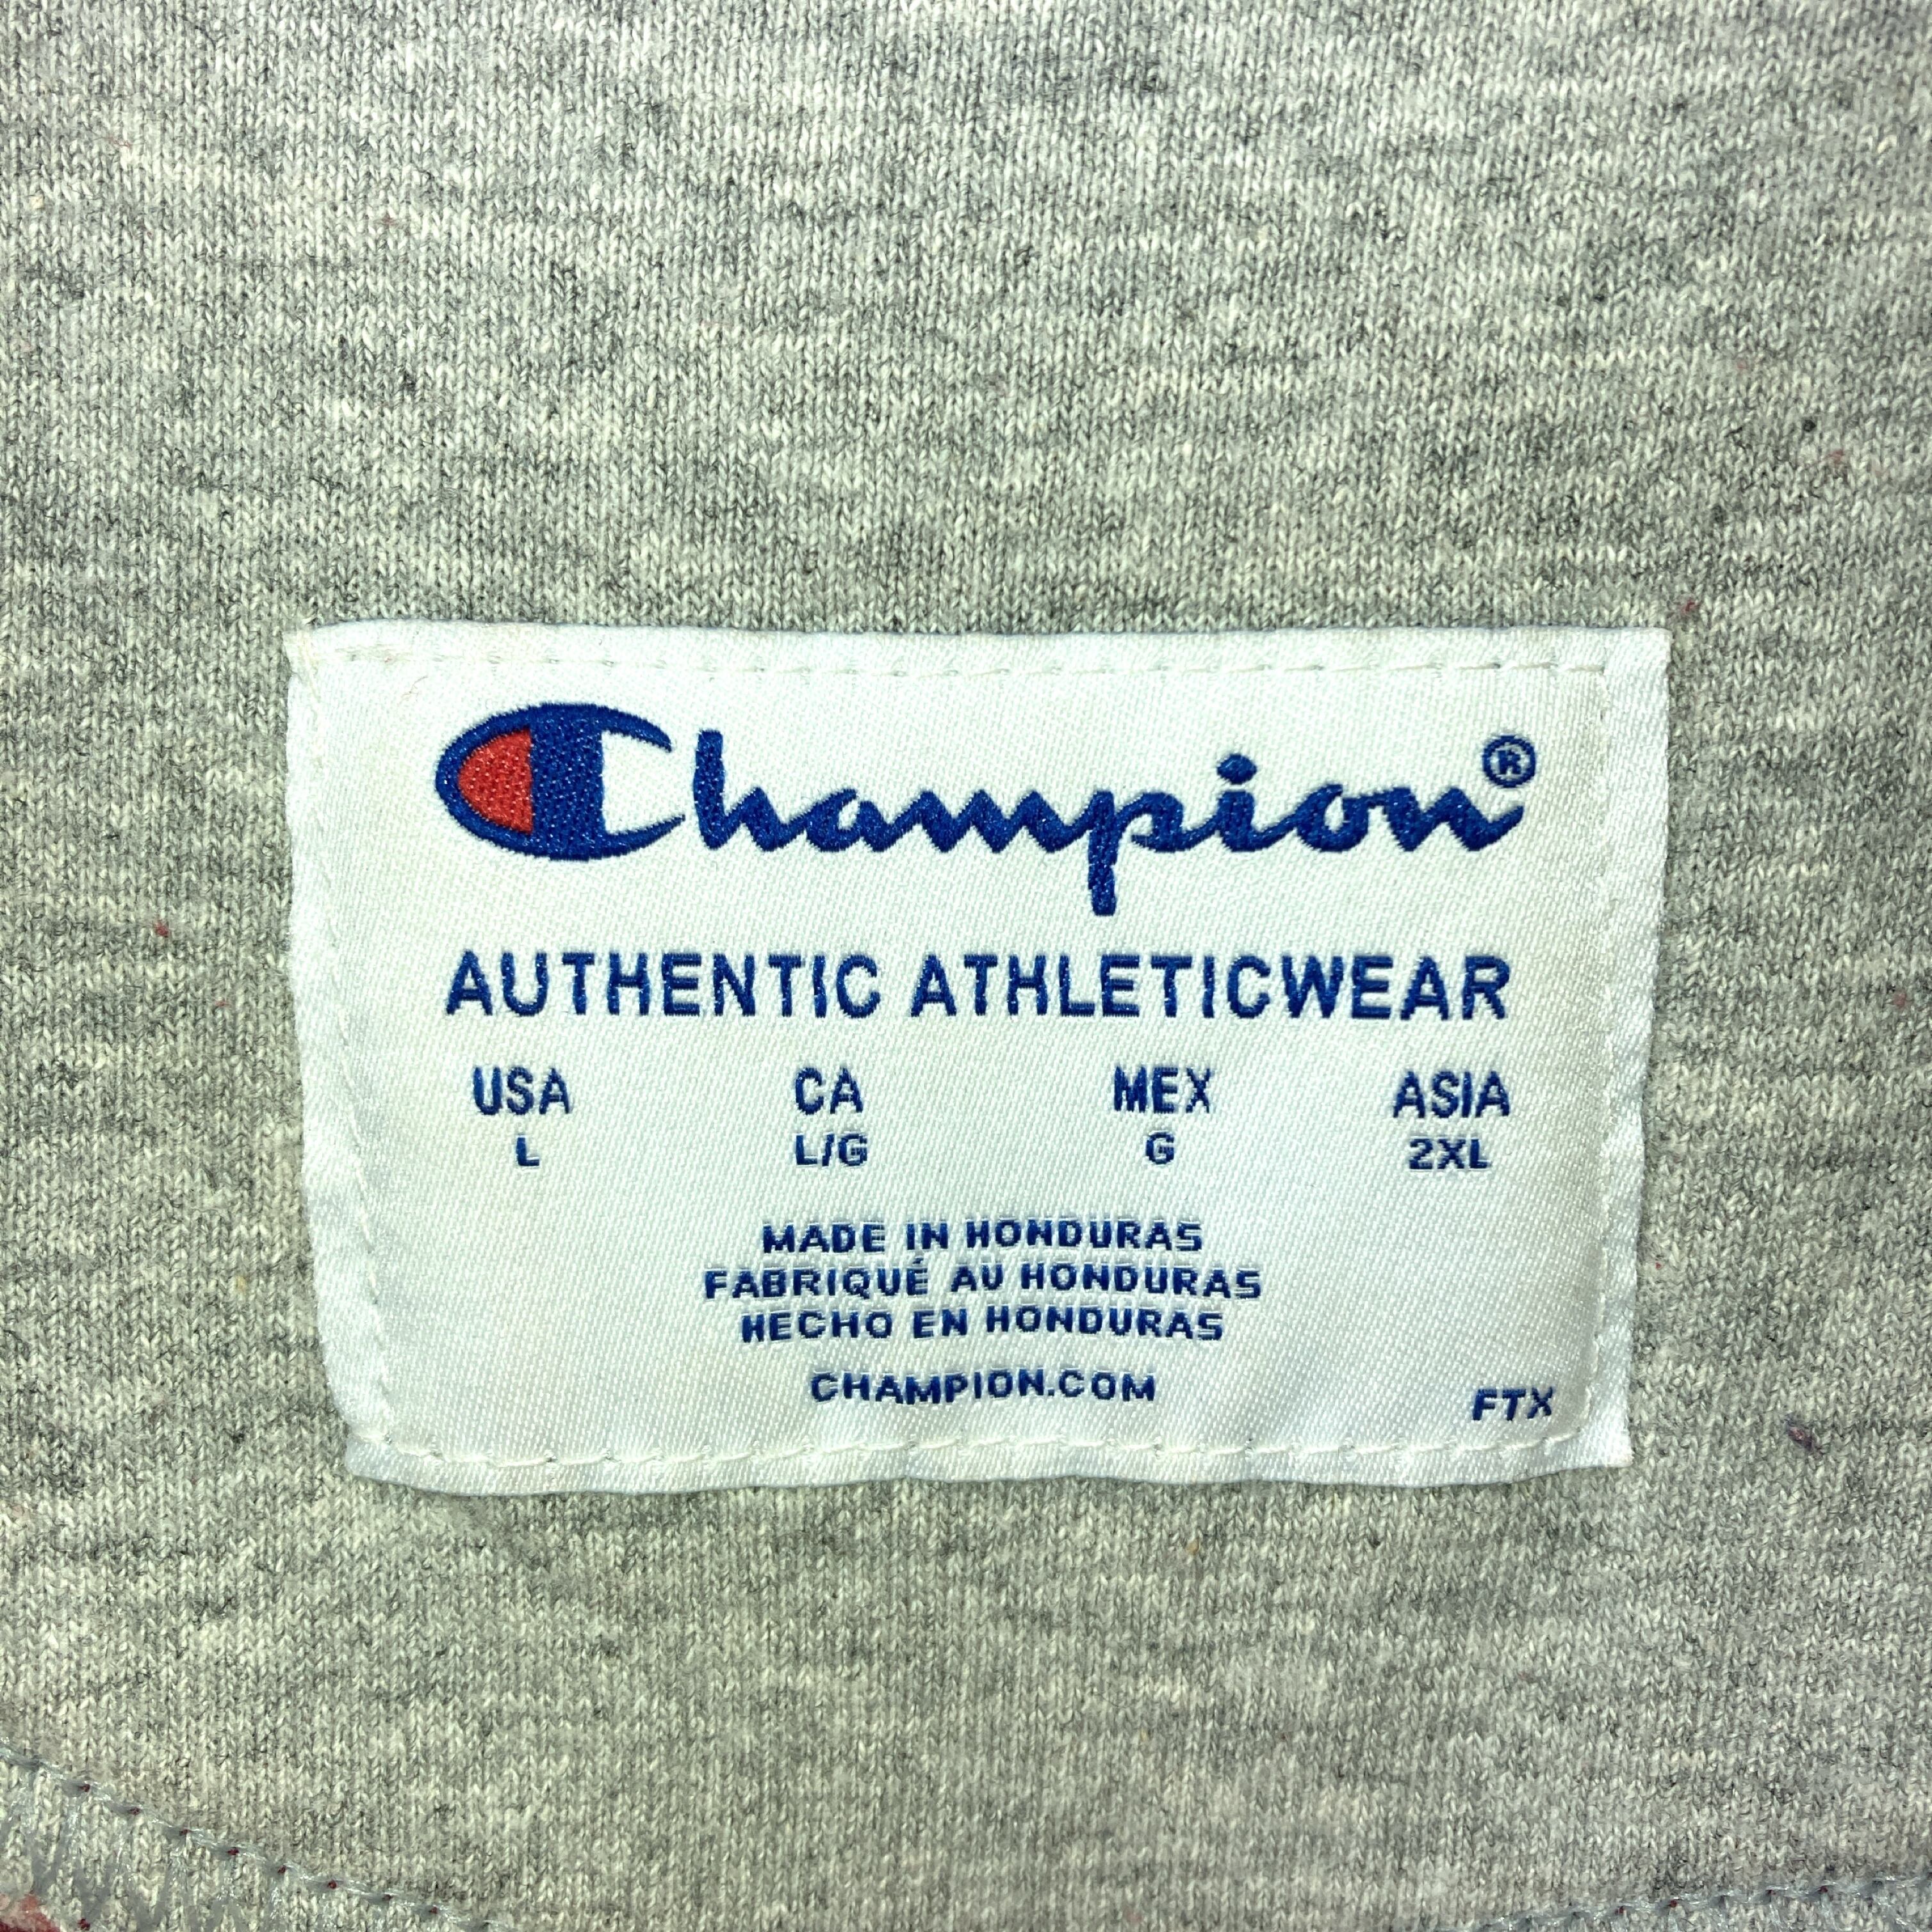 Champion®
AUTHENTIC ATHLETICWEAR
USA CA MEX ASIA
L L/G G 2XL
MADE IN HONDURAS
FABRIQUÉ AU HONDURAS
HECHO EN HONDURAS
CHAMPION.COM
FTX